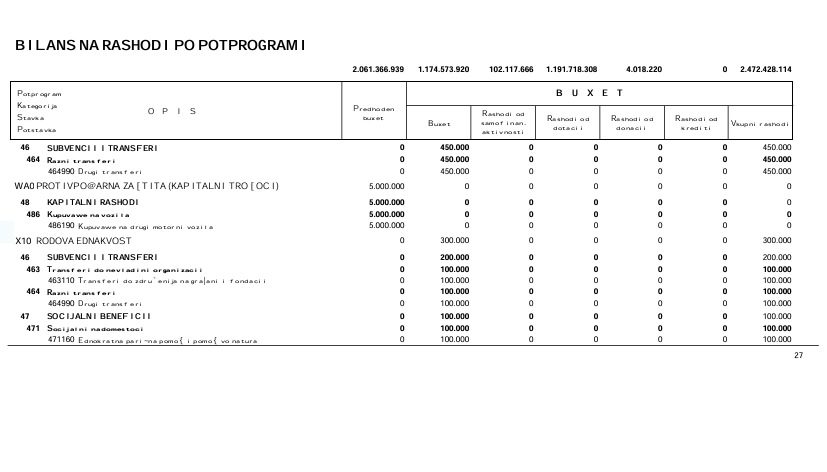 BILANS NA RASHODI PO POTPROGRAMI
2.061.366.939 1.174.573.920 102.117.666 1.191.718.308 4.018.220 0 2.472.428.114
Potprogram
Kategorija
Stavka
Potstavka
O P I S
Predhoden buxet
B U X E T
Buxet
Rashodi od samofinan. aktivnosti
Rashodi od dotacii
Rashodi od donacii
Rashodi od krediti
Vkupni rashodi
46 SUBVENCII I TRANSFERI 0 450.000 0 0 0 0 450.000
464 Razni transferi 0 450.000 0 0 0 0 450.000
464990 Drugi transferi 0 450.000 0 0 0 0 450.000
WA0 PROTIVPO@ARNA ZA[TITA (KAPITALNI TRO[OCI) 5.000.000 0 0 0 0 0 0
48 KAPITALNI RASHODI 5.000.000 0 0 0 0 0 0
486 Kupuvawe na vozila 5.000.000 0 0 0 0 0 0
486190 Kupuvawe na drugi motorni vozila 5.000.000 0 0 0 0 0 0
X10 RODOVA EDNAKVOST 0 300.000 0 0 0 0 300.000
46 SUBVENCII I TRANSFERI 0 200.000 0 0 0 0 200.000
463 Transferi do nevladini organizacii 0 100.000 0 0 0 0 100.000
463110 Transferi do zdru`enija na gra|ani i fondacii 0 100.000 0 0 0 0 100.000
464 Razni transferi 0 100.000 0 0 0 0 100.000
464990 Drugi transferi 0 100.000 0 0 0 0 100.000
47 SOCIJALNI BENEFICII 0 100.000 0 0 0 0 100.000
471 Socijalni nadomestoci 0 100.000 0 0 0 0 100.000
471160 Ednokratna pari~na pomo{ i pomo{ vo natura 0 100.000 0 0 0 0 100.000
27